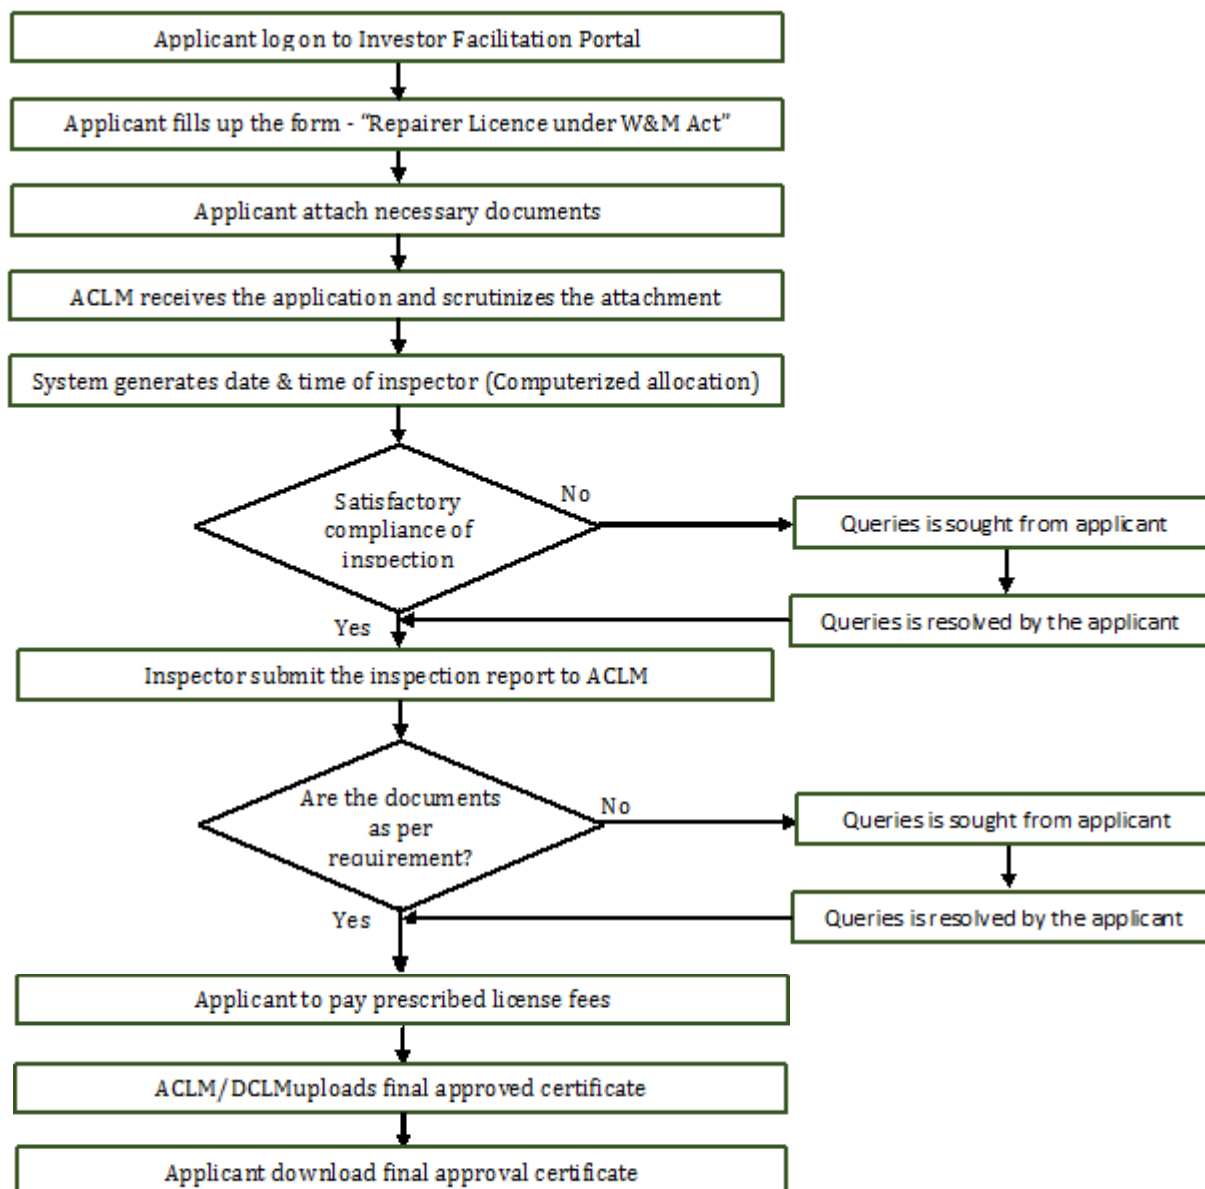 Applicant log on to Investor Facilitation Portal
Applicant fills up the form - “Repairer Licence under W&M Act”
Applicant attach necessary documents
ACLM receives the application and scrutinizes the attachment
System generates date & time of inspector (Computerized allocation)
Satisfactory
compliance of
inspection
No
Queries is sought from applicant
Queries is resolved by the applicant
Yes
Inspector submit the inspection report to ACLM
Are the documents
as per
requirement?
No
Queries is sought from applicant
Queries is resolved by the applicant
Yes
Applicant to pay prescribed license fees
ACLM/DCLMuploads final approved certificate
Applicant download final approval certificate